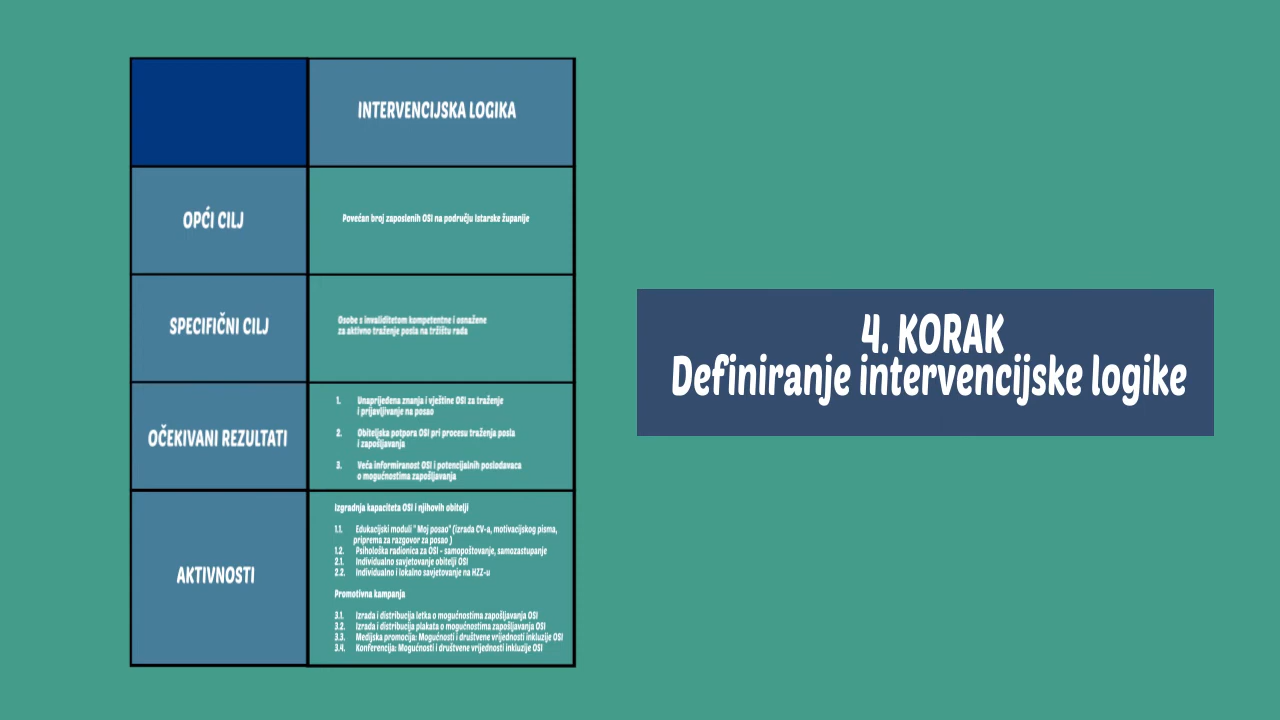 INTERVENCIJSKA LOGIKA
OPĆI CILJ
Povećan broj zaposlenih OSI na području Istarske županije
SPECIFIČNI CILJ
Osobe s invaliditetom kompetentne i osnažene
za aktivno traženje posla na tržištu rada
OČEKIVANI REZULTATI
1. Unaprijeđena znanja i vještine OSI za traženje
i prijavljivanje na posao
2. Obiteljska potpora OSI pri procesu traženja posla
i zapošljavanja
3. Veća informiranost OSI i potencijalnih poslodavaca
o mogućnostima zapošljavanja
AKTIVNOSTI
Izgradnja kapaciteta OSI i njihovih obitelji
1.1. Edukacijski moduli " Moj posao" (izrada CV-a, motivacijskog pisma,
priprema za razgovor za posao )
1.2. Psihološka radionica za OSI - samopoštovanje, samozastupanje
2.1. Individualno savjetovanje obitelji OSI
2.2. Individualno i lokalno savjetovanje na HZZ-u
Promotivna kampanja
3.1. Izrada i distribucija letka o mogućnostima zapošljavanja OSI
3.2. Izrada i distribucija plakata o mogućnostima zapošljavanja OSI
3.3. Medijska promocija: Mogućnosti i društvene vrijednosti inkluzije OSI
3.4. Konferencija: Mogućnosti i društvene vrijednosti inkluzije OSI
4. KORAK
Definiranje intervencijske logike